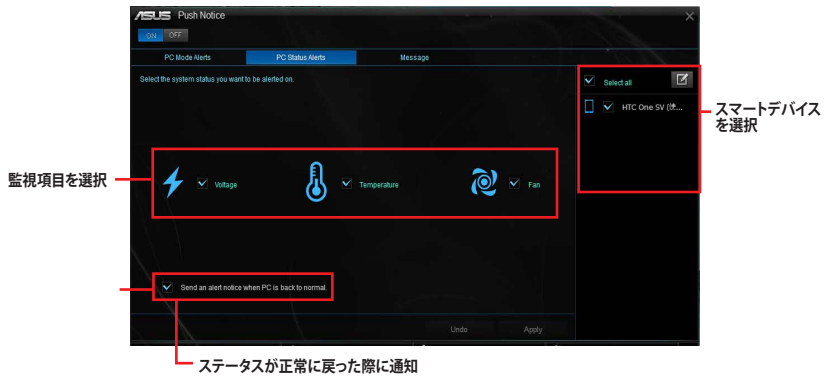 ASUS Push Notice
ON OFF
PC Mode Alerts PC Status Alerts Message
Select the system status you want to be alerted on.
Select all
HTC One SV (彿...
スマートデバイス
を選択
監視項目を選択
Voltage
Temperature
Fan
Send an alert notice when PC is back to normal.
Undo Apply
ステータスが正常に戻った際に通知